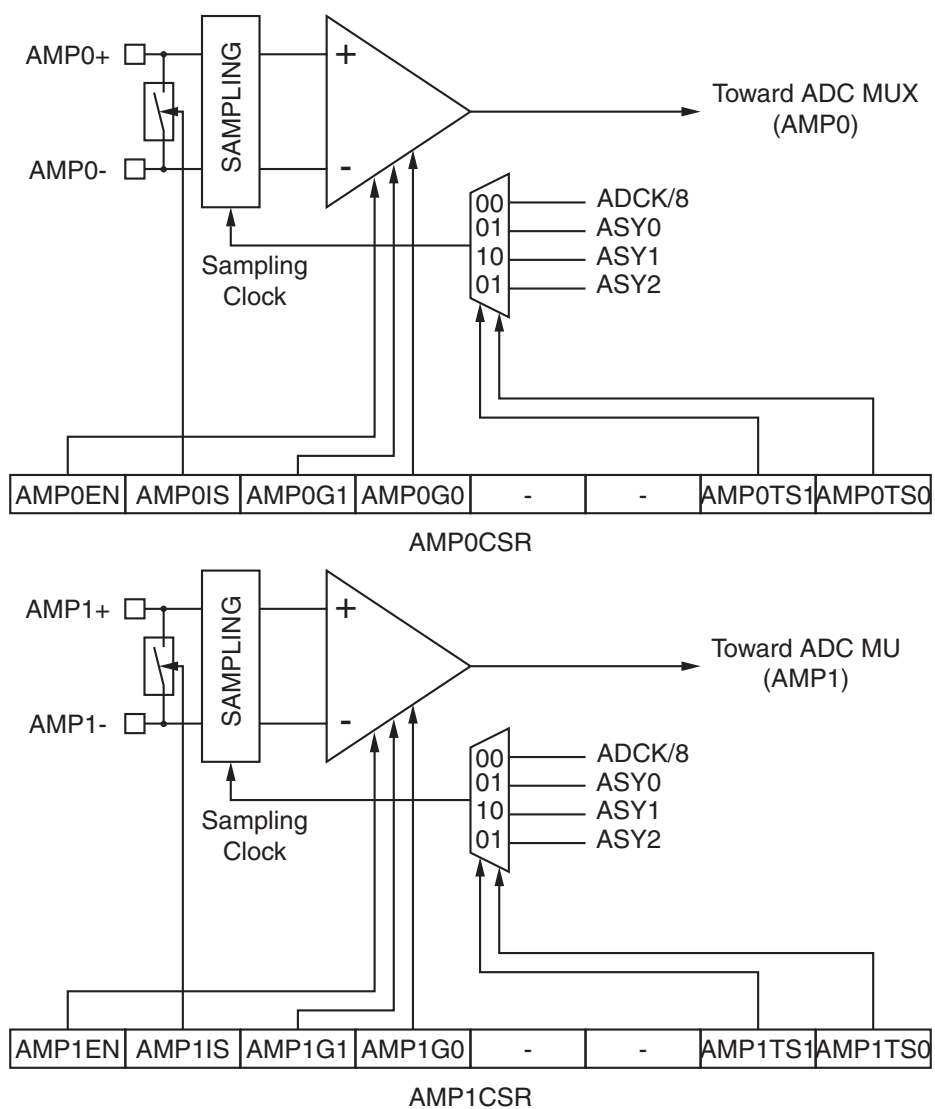 AMP0+
SAMPLING
+
Toward ADC MUX
(AMP0)
AMP0-
-
00
ADCK/8
01
ASY0
10
ASY1
01
ASY2
Sampling
Clock
AMP0EN AMP0IS AMP0G1 AMP0G0 - - AMP0TS1 AMP0TS0
AMP0CSR
AMP1+
SAMPLING
+
Toward ADC MU
(AMP1)
AMP1-
-
00
ADCK/8
01
ASY0
10
ASY1
01
ASY2
Sampling
Clock
AMP1EN AMP1IS AMP1G1 AMP1G0 - - AMP1TS1 AMP1TS0
AMP1CSR